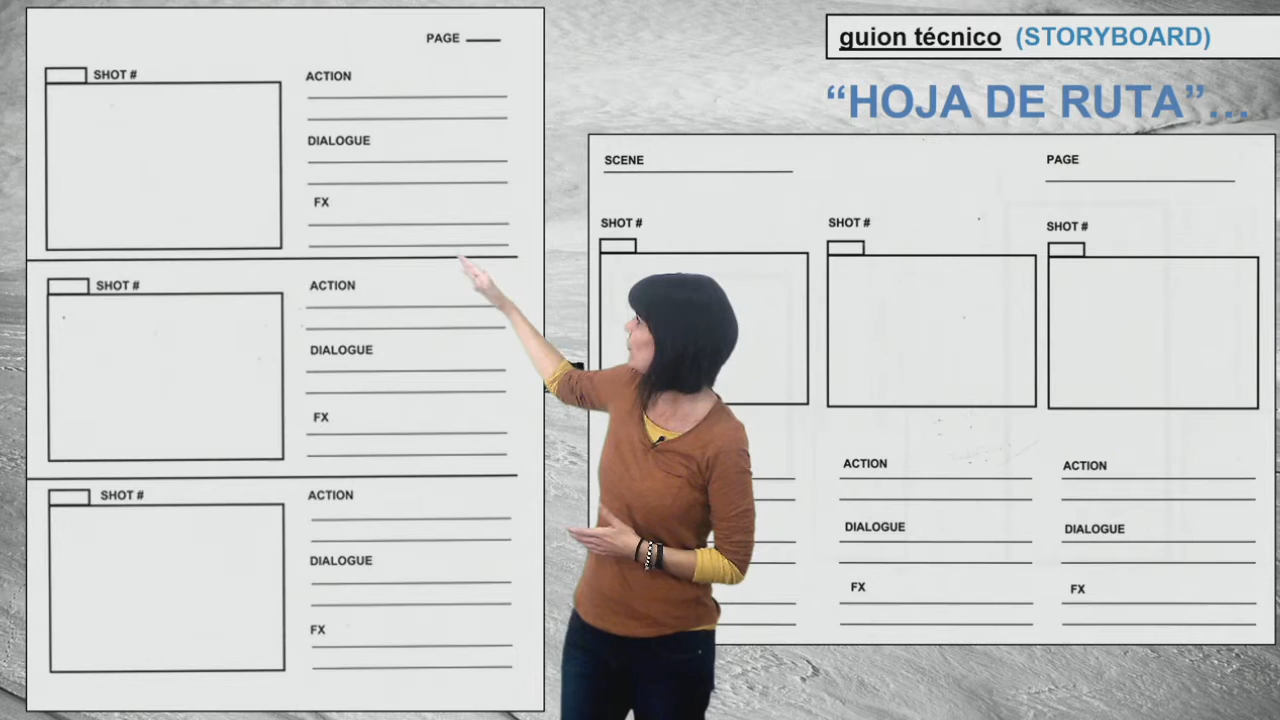 guion técnico (STORYBOARD)
“HOJA DE RUTA”...
PAGE
SHOT #
ACTION
DIALOGUE
FX
SHOT #
ACTION
DIALOGUE
FX
SHOT #
ACTION
DIALOGUE
FX
SCENE
PAGE
SHOT #
SHOT #
SHOT #
ACTION
ACTION
DIALOGUE
DIALOGUE
FX
FX